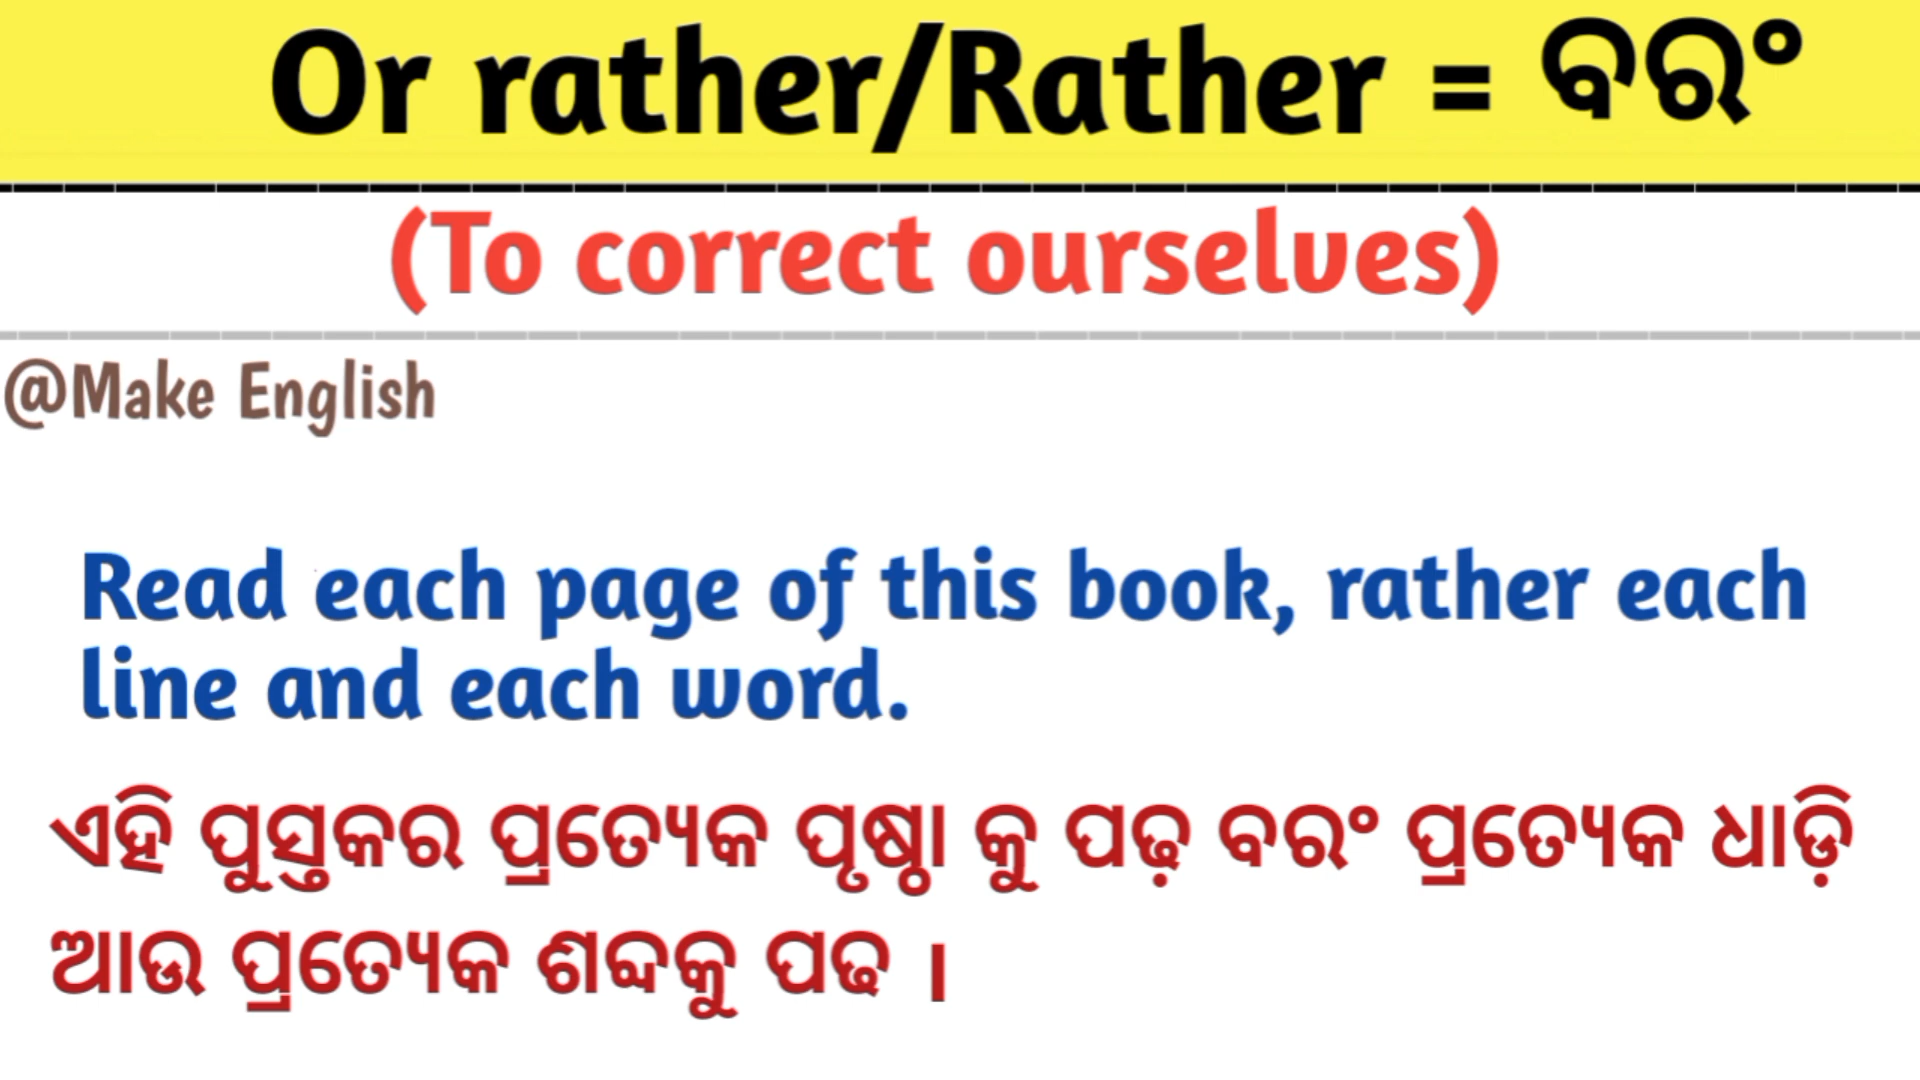 Or rather/Rather = ବରଂ
(To correct ourselves)
@Make English
Read each page of this book, rather each
line and each word.
ଏହି ପୁସ୍ତକର ପ୍ରତ୍ୟେକ ପୃଷ୍ଠା କୁ ପଢ଼ ବରଂ ପ୍ରତ୍ୟେକ ଧାଡ଼ି
ଆଉ ପ୍ରତ୍ୟେକ ଶବ୍ଦକୁ ପଢ ।